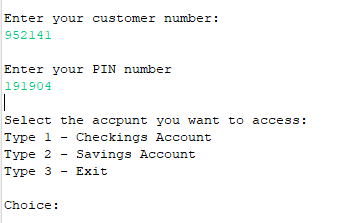 Enter your customer number:
952141
Enter your PIN number
191904
Select the accpunt you want to access:
Type 1 - Checkings Account
Type 2 - Savings Account
Type 3 - Exit
Choice: